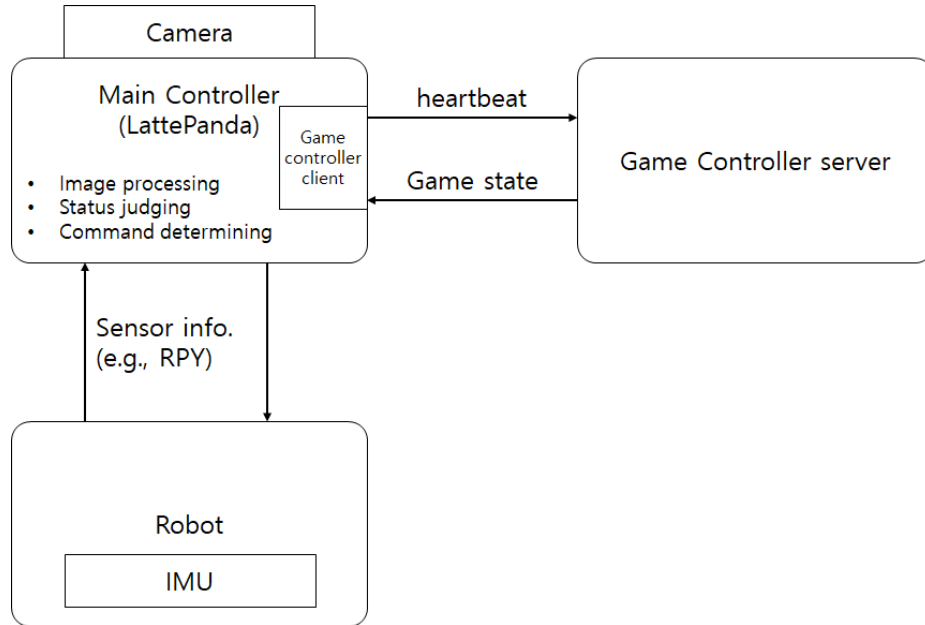 Camera
Main Controller
(LattePanda)
• Image processing
• Status judging
• Command determining
Game
controller
client
heartbeat
Game state
Game Controller server
Sensor info.
(e.g., RPY)
Robot
IMU